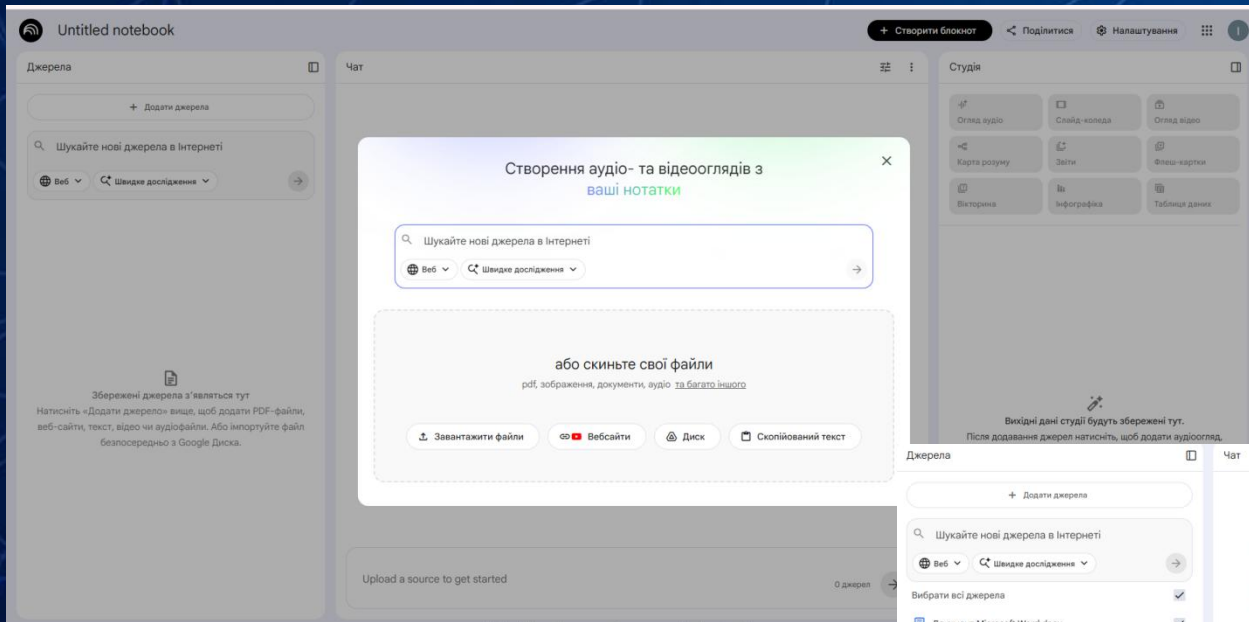 Untitled notebook
+ Створити блокнот
Поділитися
Налаштування
I
Джерела
+ Додати джерела
Шукайте нові джерела в Інтернеті
Веб
Швидке дослідження
Збережені джерела з'являться тут
Натисніть «Додати джерело» вище, щоб додати PDF-файли,
веб-сайти, текст, відео чи аудіофайли. Або імпортуйте файл
безпосередньо з Google Диска.
Чат
Створення аудіо- та відеооглядів з
ваші нотатки
Шукайте нові джерела в Інтернеті
Веб
Швидке дослідження
або скиньте свої файли
pdf, зображення, документи, аудіо та багато іншого
Завантажити файли
Вебсайти
Диск
Скопійований текст
Upload a source to get started
0 джерел
Студія
Огляд аудіо
Слайд-колода
Огляд відео
Карта розуму
Звіти
Флеш-картки
Вікторина
Інфографіка
Таблиця даних
Вихідні дані студії будуть збережені тут.
Після додавання джерел натисніть, щоб додати аудіоогляд,
Джерела
Чат
+ Додати джерела
Шукайте нові джерела в Інтернеті
Веб
Швидке дослідження
Вибрати всі джерела